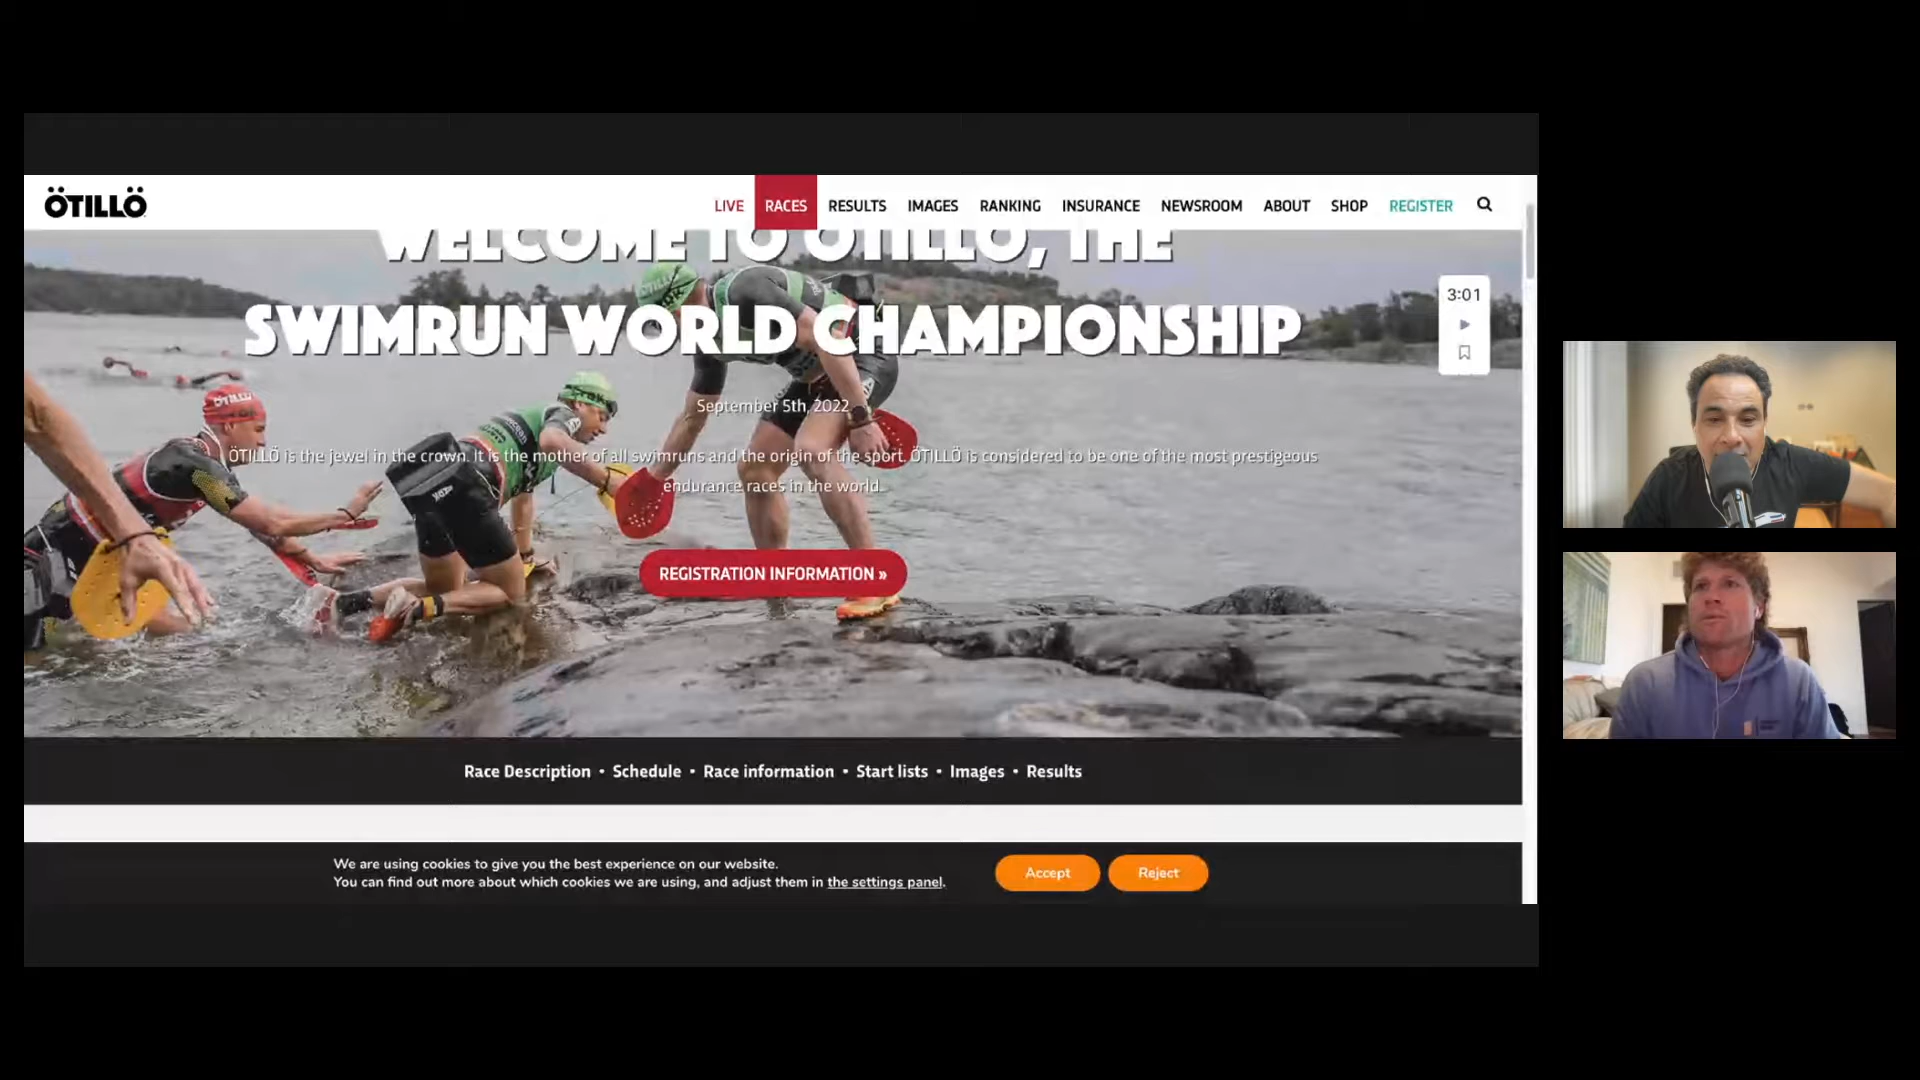 ÖTILLÖ
LIVE RACES RESULTS IMAGES RANKING INSURANCE NEWSROOM ABOUT SHOP REGISTER
WELCOME TO ÖTILLÖ, THE
SWIMRUN WORLD CHAMPIONSHIP
3:01
September 5th, 2022
ÖTILLÖ is the jewel in the crown. It is the mother of all swimruns and the origin of the sport. ÖTILLÖ is considered to be one of the most prestigeous
endurance races in the world.
REGISTRATION INFORMATION »
Race Description • Schedule • Race information • Start lists • Images • Results
We are using cookies to give you the best experience on our website.
You can find out more about which cookies we are using, and adjust them in the settings panel.
Accept Reject